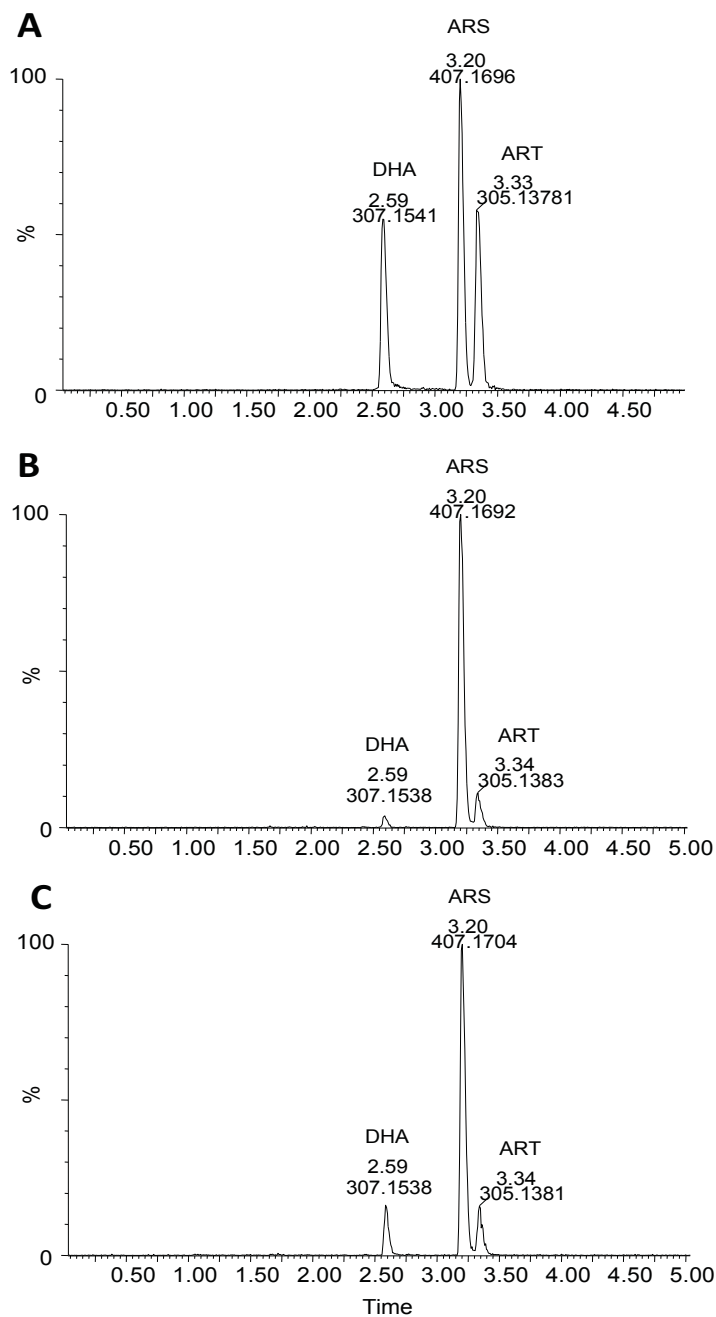 A
ARS
3.20
407.1696
100
ART
DHA
3.33
305.13781
2.59
307.1541
%
0
0.50 1.00 1.50 2.00 2.50 3.00 3.50 4.00 4.50
B
ARS
3.20
407.1692
100
%
ART
DHA
3.34
305.1383
2.59
307.1538
0
0.50 1.00 1.50 2.00 2.50 3.00 3.50 4.00 4.50 5.00
C
ARS
3.20
407.1704
100
%
DHA
ART
2.59
3.34
307.1538
305.1381
0
0.50 1.00 1.50 2.00 2.50 3.00 3.50 4.00 4.50 5.00
Time